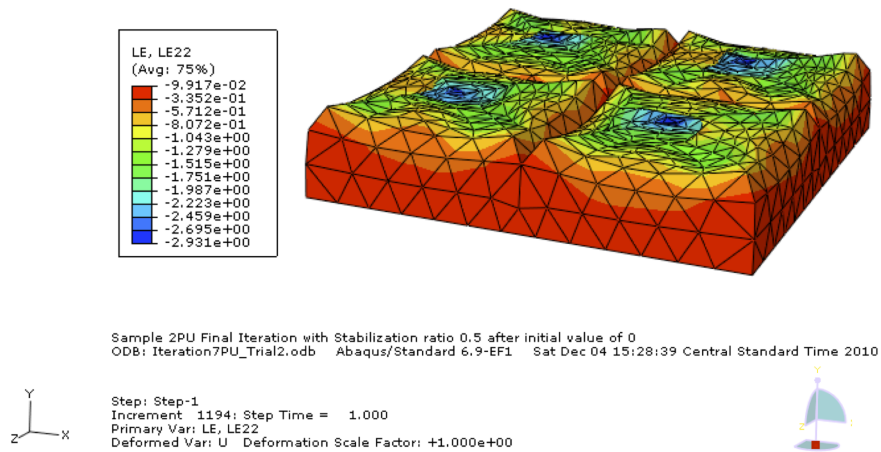 LE, LE22
(Avg: 75%)
-9.917e-02
-3.352e-01
-5.712e-01
-8.072e-01
-1.043e+00
-1.279e+00
-1.515e+00
-1.751e+00
-1.987e+00
-2.223e+00
-2.459e+00
-2.695e+00
-2.931e+00
Sample 2PU Final Iteration with Stabilization ratio 0.5 after initial value of 0
ODB: Iteration7PU_Trial2.odb Abaqus/Standard 6.9-EF1 Sat Dec 04 15:28:39 Central Standard Time 2010
Y
Z X
Step: Step-1
Increment 1194: Step Time = 1.000
Primary Var: LE, LE22
Deformed Var: U Deformation Scale Factor: +1.000e+00
Y
Z